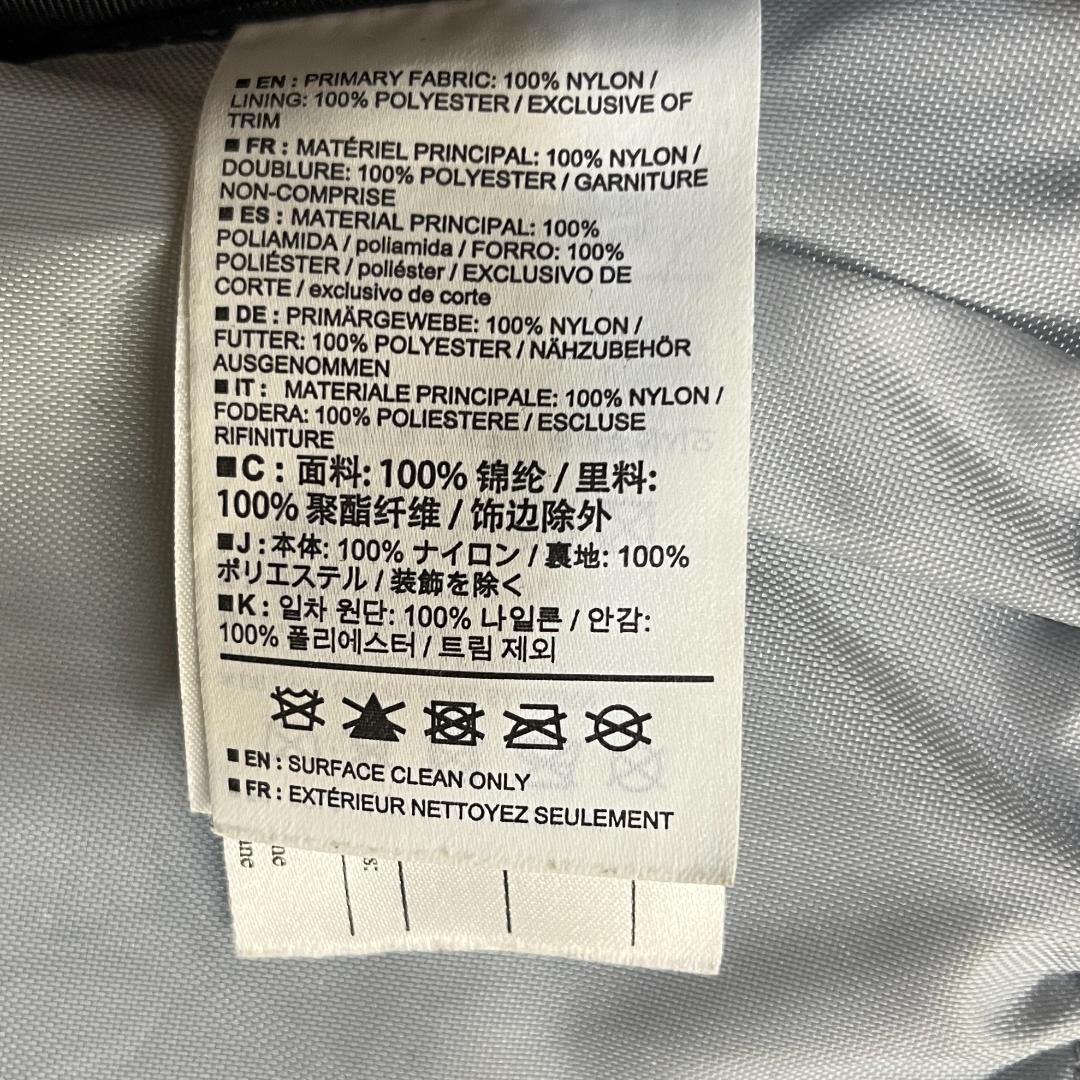 ■ EN : PRIMARY FABRIC: 100% NYLON /
LINING: 100% POLYESTER / EXCLUSIVE OF
TRIM
■ FR : MATÉRIEL PRINCIPAL: 100% NYLON /
DOUBLURE: 100% POLYESTER / GARNITURE
NON-COMPRISE
■ ES : MATERIAL PRINCIPAL: 100%
POLIAMIDA / poliamida / FORRO: 100%
POLIÉSTER / poliéster / EXCLUSIVO DE
CORTE / exclusivo de corte
■ DE : PRIMÄRGEWEBE: 100% NYLON /
FUTTER: 100% POLYESTER / NÄHZUBEHÖR
AUSGENOMMEN
■ IT : MATERIALE PRINCIPALE: 100% NYLON /
FODERA: 100% POLIESTERE / ESCLUSE
RIFINITURE
■ C : 面料: 100% 锦纶 / 里料:
100% 聚酯纤维 / 饰边除外
■ J : 本体: 100% ナイロン / 裏地: 100%
ポリエステル / 装飾を除く
■ K : 일차 원단: 100% 나일론 / 안감:
100% 폴리에스터 / 트림 제외
■ EN : SURFACE CLEAN ONLY
■ FR : EXTÉRIEUR NETTOYEZ SEULEMENT